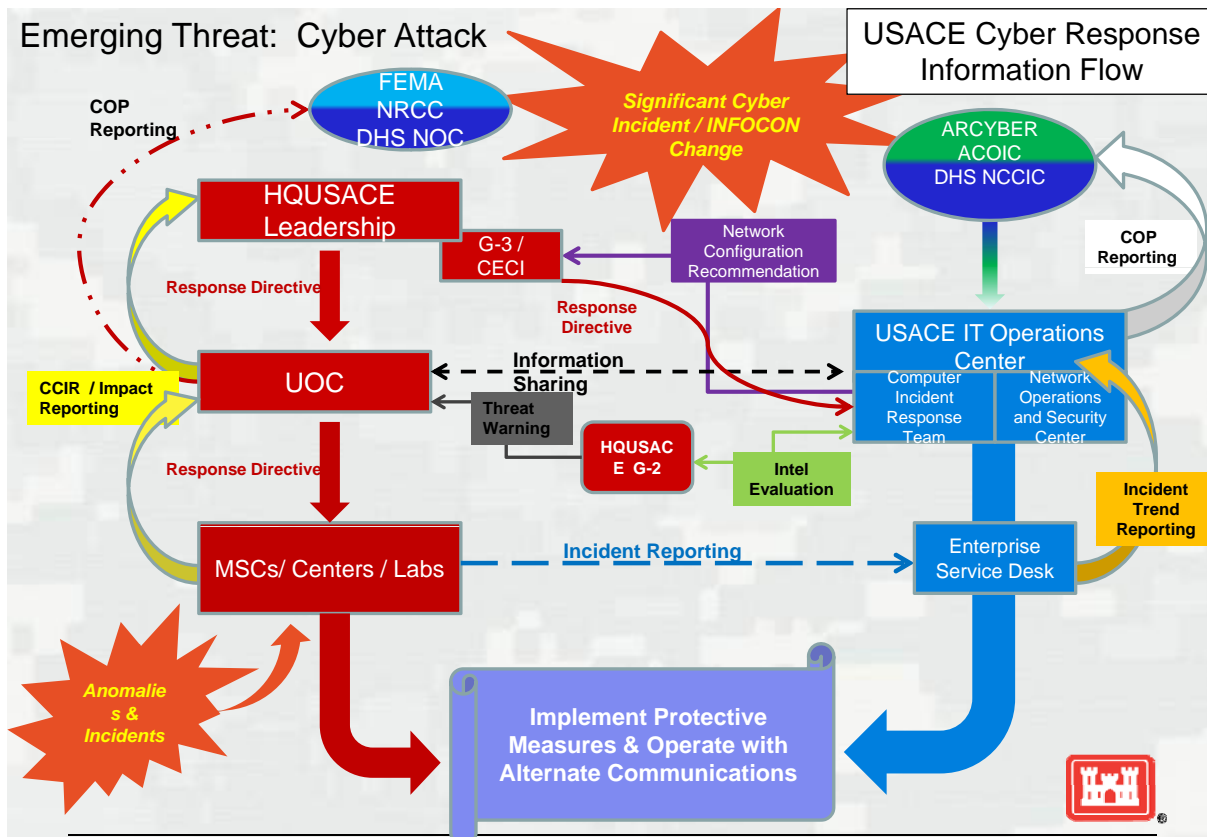 Emerging Threat:  Cyber Attack
USACE Cyber Response
Information Flow
FEMA
NRCC
DHS NOC
COP
Reporting
Significant Cyber
Incident / INFOCON
Change
ARCYBER
ACOIC
DHS NCCIC
HQUSACE
Leadership
G-3 /
CECI
Network
Configuration
Recommendation
COP
Reporting
Response Directive
Response
Directive
USACE IT Operations
Center
UOC
Information
Sharing
Computer
Incident
Response
Team
Network
Operations
and Security
Center
CCIR  / Impact
Reporting
Threat
Warning
HQUSAC
E  G-2
Intel
Evaluation
Response Directive
Incident
Trend
Reporting
MSCs/ Centers / Labs
Incident Reporting
Enterprise
Service Desk
Anomalie
s &
Incidents
Implement Protective
Measures & Operate with
Alternate Communications
®